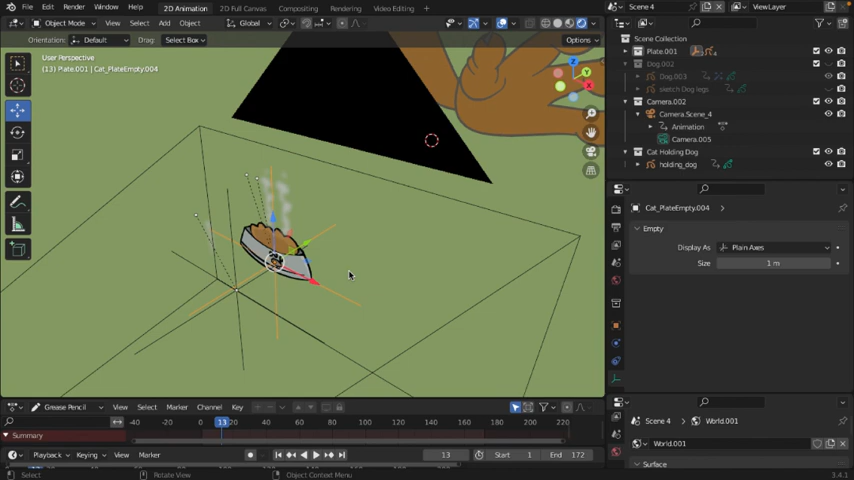 File Edit Render Window Help 2D Animation 2D Full Canvas Compositing Rendering Video Editing + Scene 4 ViewLayer
Object Mode View Select Add Object Global
Orientation: Default Drag: Select Box Options
User Perspective
(13) Plate.001 | Cat_PlateEmpty.004
Z
Y
X
Scene Collection
Plate.001
Dog.002
Dog.003
sketch Dog legs
Camera.002
Camera.Scene_4
Animation
Camera.005
Cat Holding Dog
holding_dog
Cat_PlateEmpty.004
Empty
Display As Plain Axes
Size 1 m
Grease Pencil View Select Marker Channel Key
-40 -20 0 13 20 40 60 80 100 120 140 160 180 200 220
Summary
Scene 4 World.001
World.001
Surface
Playback Keying View Marker 13 Start 1 End 172
Select Rotate View Object Context Menu 3.4.1